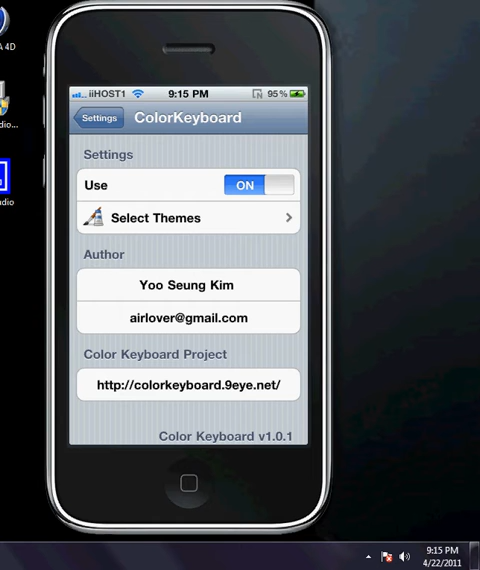 4D
iiHOST1
9:15 PM
95%
Settings
ColorKeyboard
Settings
Use
ON
Select Themes
Author
Yoo Seung Kim
airlover@gmail.com
Color Keyboard Project
http://colorkeyboard.9eye.net/
Color Keyboard v1.0.1
9:15 PM
4/22/2011